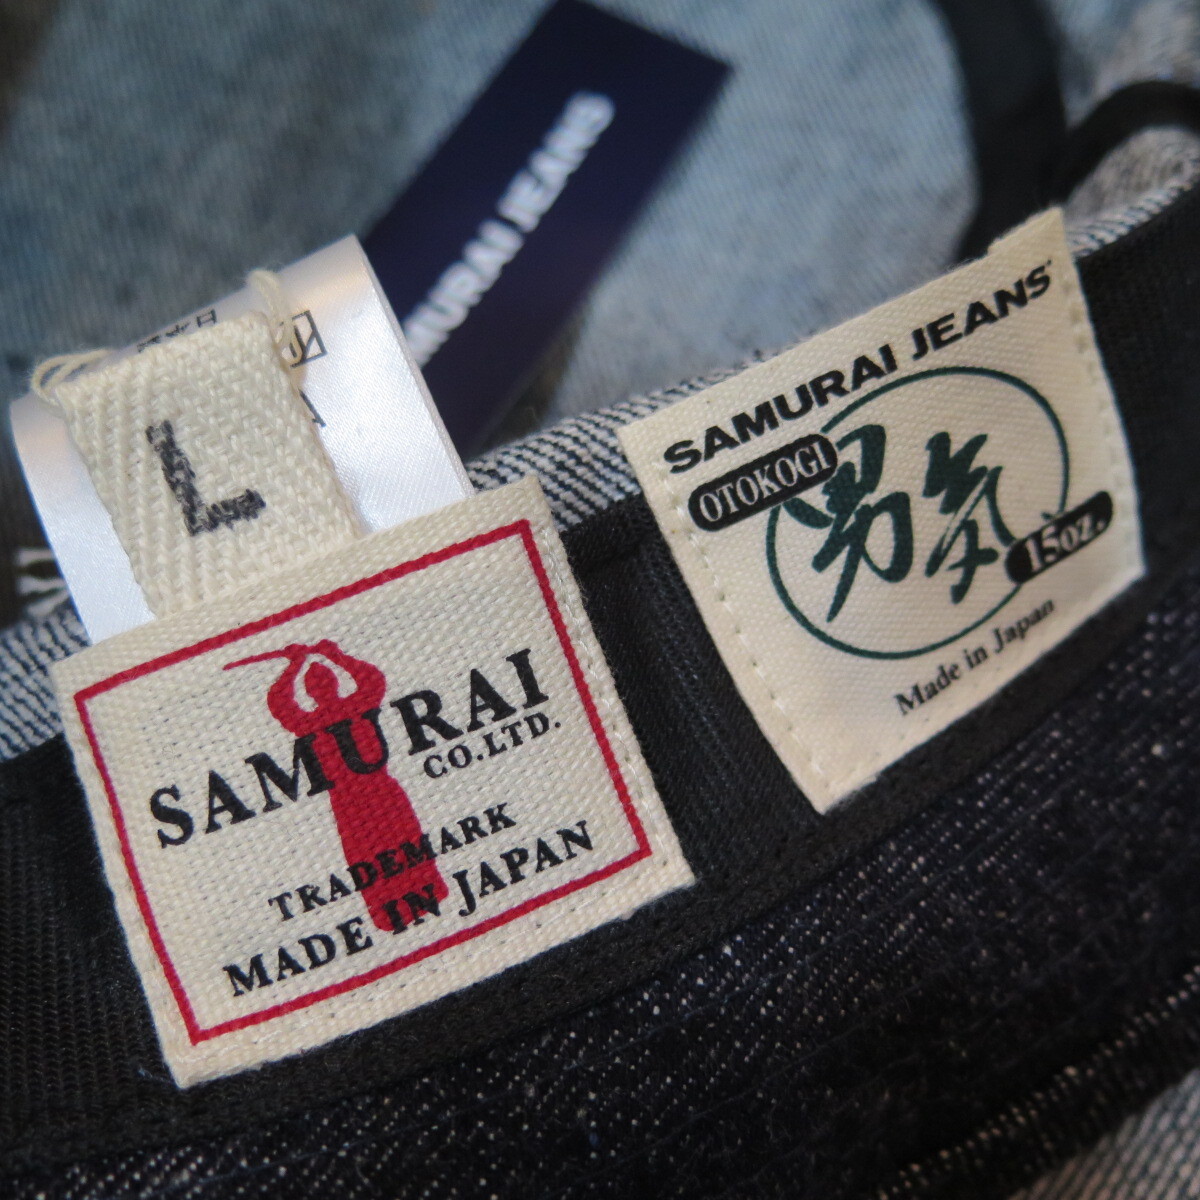 SAMURAI JEANS
L
SAMURAI JEANS
OTOKOGI
男気
15oz.
Made in Japan
SAMURAI
CO.LTD.
TRADEMARK
MADE IN JAPAN